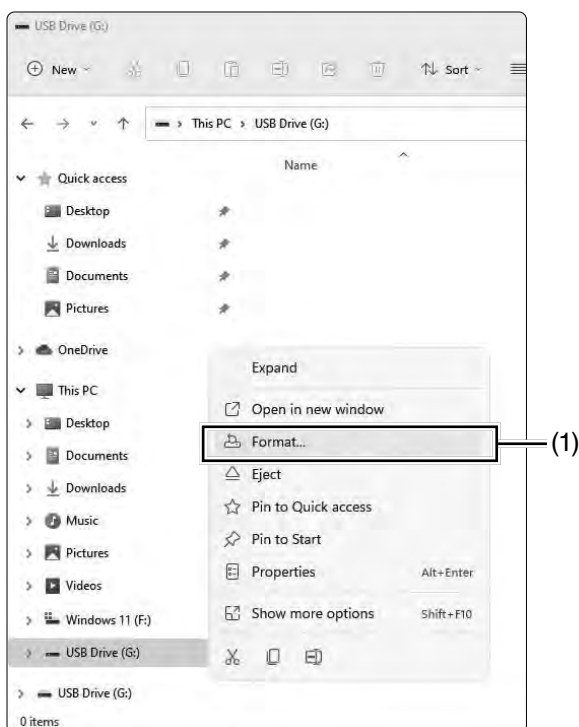 USB Drive (G:)
New
Sort
This PC > USB Drive (G:)
Name
Quick access
Desktop
Downloads
Documents
Pictures
OneDrive
This PC
Desktop
Documents
Downloads
Music
Pictures
Videos
Windows 11 (F:)
USB Drive (G:)
USB Drive (G:)
0 items
Expand
Open in new window
Format...
Eject
Pin to Quick access
Pin to Start
Properties Alt+Enter
Show more options Shift+F10
(1)